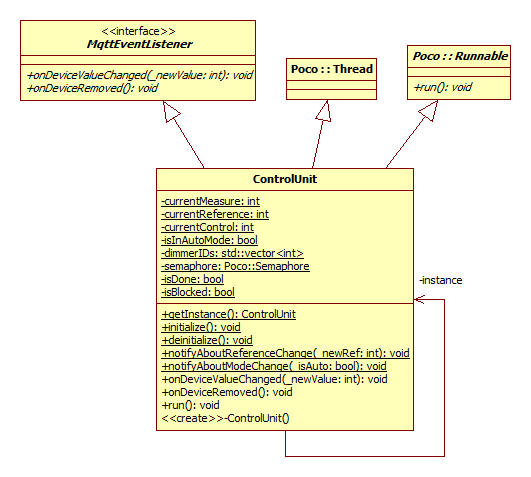 <<interface>>
MqttEventListener
+onDeviceValueChanged(_newValue: int): void
+onDeviceRemoved(): void
Poco::Thread
Poco::Runnable
+run(): void
ControlUnit
-currentMeasure: int
-currentReference: int
-currentControl: int
-isInAutoMode: bool
-dimmerIDs: std::vector<int>
-semaphore: Poco::Semaphore
-isDone: bool
-isBlocked: bool
+getInstance(): ControlUnit
+initialize(): void
+deinitialize(): void
+notifyAboutReferenceChange(_newRef: int): void
+notifyAboutModeChange(_isAuto: bool): void
+onDeviceValueChanged(_newValue: int): void
+onDeviceRemoved(): void
+run(): void
<<create>>-ControlUnit()
-instance